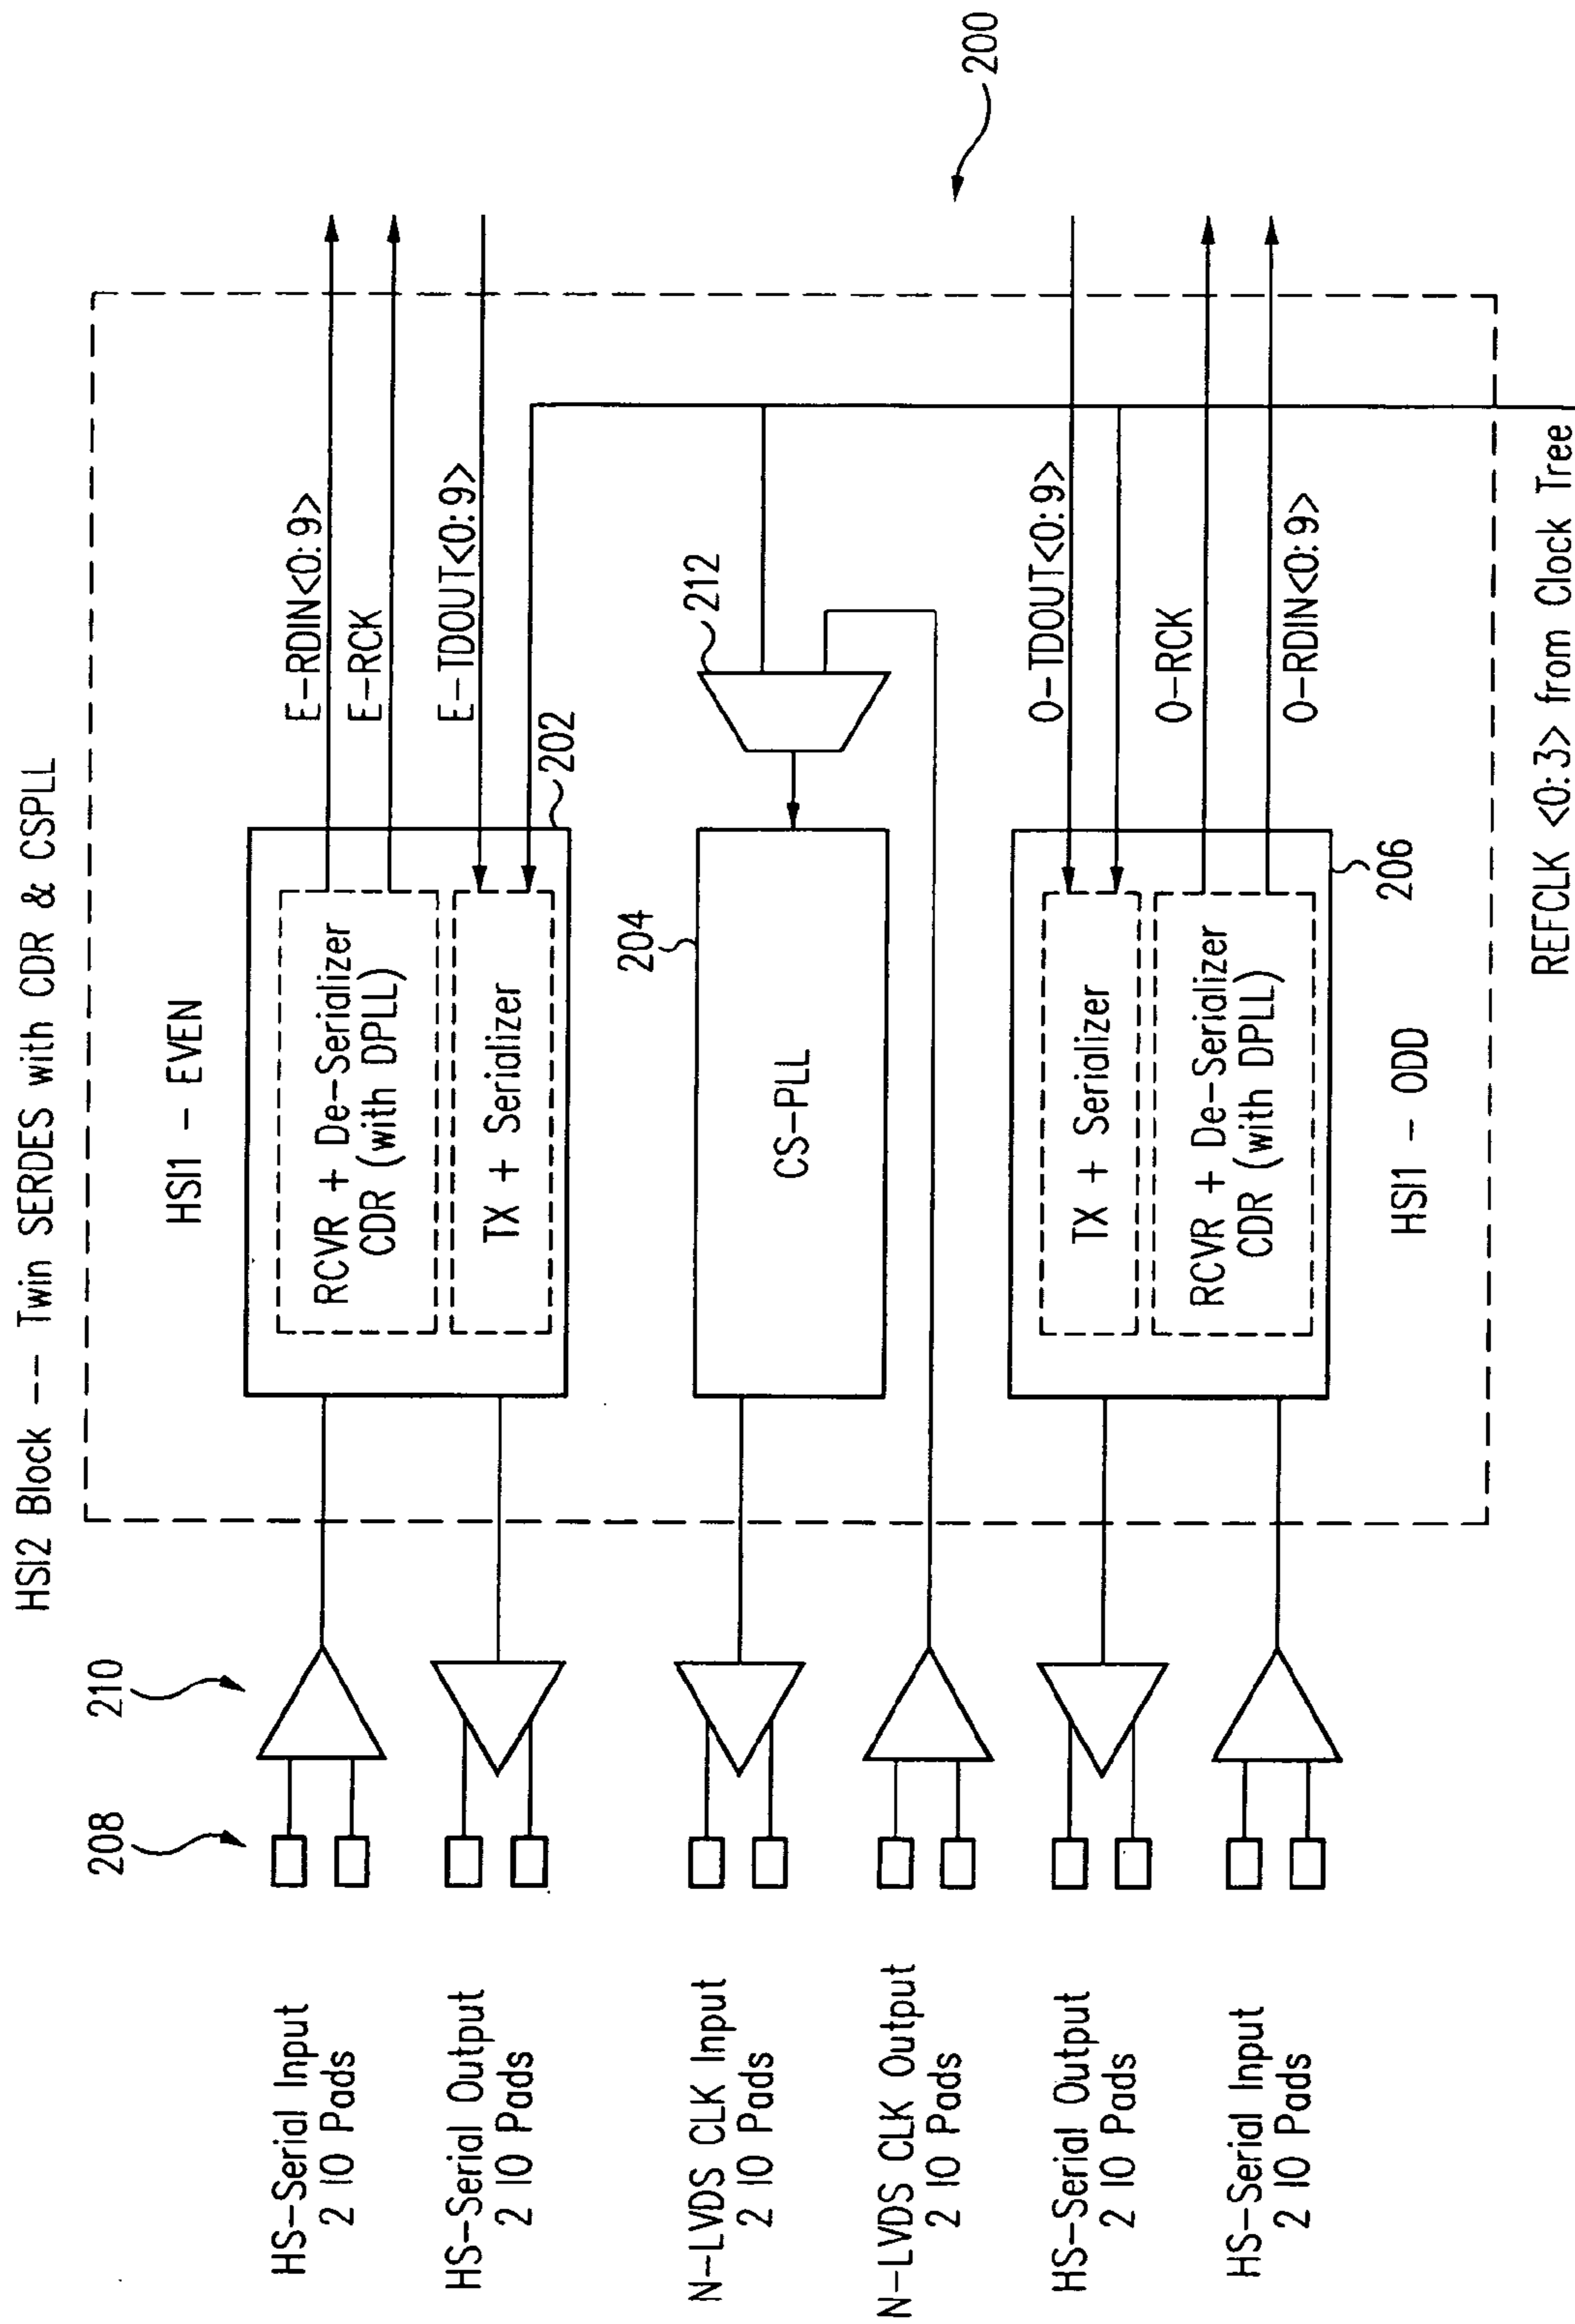 HSI2 Block -- Twin SERDES with CDR & CSPLL
HSI1 - EVEN
210
208
HS-Serial Input
2 IO Pads
HS-Serial Output
2 IO Pads
N-LVDS CLK Input
2 IO Pads
N-LVDS CLK Output
2 IO Pads
HS-Serial Output
2 IO Pads
HS-Serial Input
2 IO Pads
RCVR + De-Serializer
CDR (with DPLL)
TX + Serializer
202
E-RDIN<0:9>
E-RCK
E-TDOUT<0:9>
204
CS-PLL
212
200
TX + Serializer
RCVR + De-Serializer
CDR (with DPLL)
206
O-TDOUT<0:9>
O-RCK
O-RDIN<0:9>
HSI1 - ODD
REFCLK <0:3> from Clock Tree